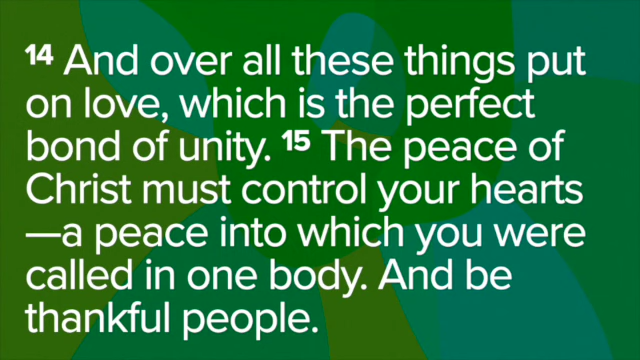 14 And over all these things put
on love, which is the perfect
bond of unity. 15 The peace of
Christ must control your hearts
—a peace into which you were
called in one body. And be
thankful people.